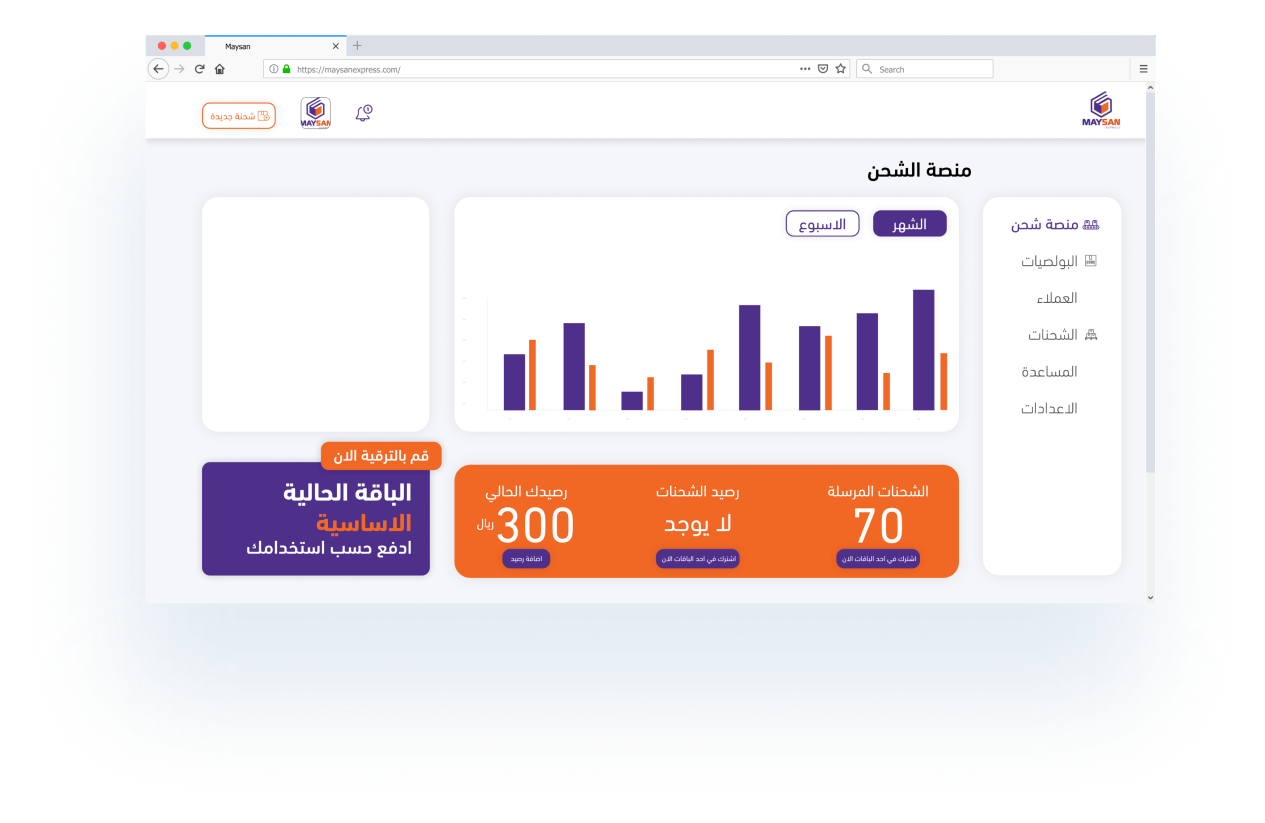 Maysan
https://maysanexpress.com/
Search
MAYSAN
EXPRESS
MAYSAN
شحنة جديدة
منصة الشحن
منصة شحن
البولصيات
العملاء
الشحنات
المساعدة
الاعدادات
الشهر
الاسبوع
الشحنات المرسلة
70
اشترك في احد الباقات الان
رصيد الشحنات
لا يوجد
اشترك في احد الباقات الان
رصيدك الحالي
300 ريال
اضافة رصيد
قم بالترقية الان
الباقة الحالية
الاساسية
ادفع حسب استخدامك